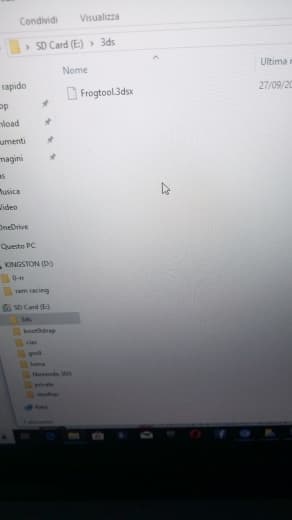 Condividi Visualizza
SD Card (E:) › 3ds
Nome
Ultima
rapido
Frogtool.3dsx
27/09/20
op
nload
umenti
magini
Musica
Video
OneDrive
Questo PC
KINGSTON (D:)
ram racing
SD Card (E:)
3ds
boot9strap
cias
gm9
luma
Nintendo 3DS
private